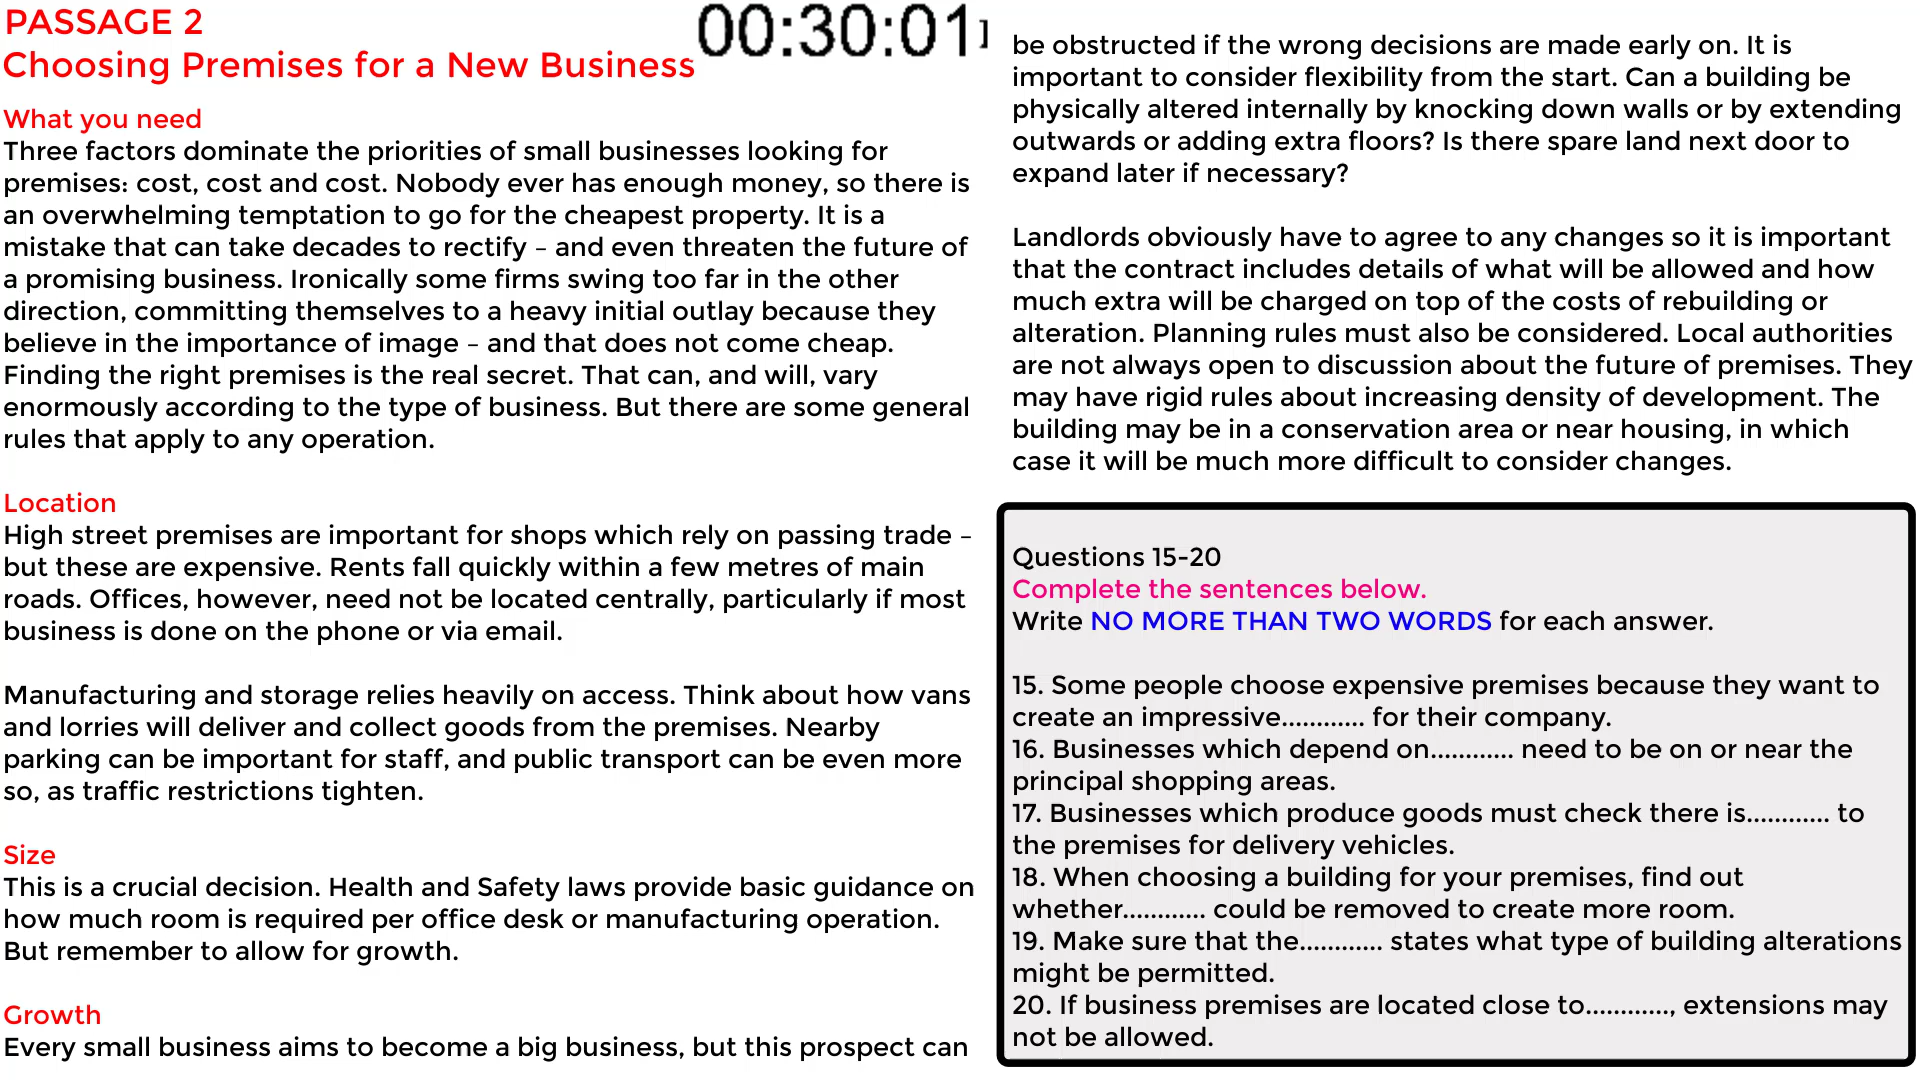 PASSAGE 2
Choosing Premises for a New Business
00:30:01
What you need
Three factors dominate the priorities of small businesses looking for
premises: cost, cost and cost. Nobody ever has enough money, so there is
an overwhelming temptation to go for the cheapest property. It is a
mistake that can take decades to rectify – and even threaten the future of
a promising business. Ironically some firms swing too far in the other
direction, committing themselves to a heavy initial outlay because they
believe in the importance of image – and that does not come cheap.
Finding the right premises is the real secret. That can, and will, vary
enormously according to the type of business. But there are some general
rules that apply to any operation.
Location
High street premises are important for shops which rely on passing trade –
but these are expensive. Rents fall quickly within a few metres of main
roads. Offices, however, need not be located centrally, particularly if most
business is done on the phone or via email.
Manufacturing and storage relies heavily on access. Think about how vans
and lorries will deliver and collect goods from the premises. Nearby
parking can be important for staff, and public transport can be even more
so, as traffic restrictions tighten.
Size
This is a crucial decision. Health and Safety laws provide basic guidance on
how much room is required per office desk or manufacturing operation.
But remember to allow for growth.
Growth
Every small business aims to become a big business, but this prospect can
be obstructed if the wrong decisions are made early on. It is
important to consider flexibility from the start. Can a building be
physically altered internally by knocking down walls or by extending
outwards or adding extra floors? Is there spare land next door to
expand later if necessary?
Landlords obviously have to agree to any changes so it is important
that the contract includes details of what will be allowed and how
much extra will be charged on top of the costs of rebuilding or
alteration. Planning rules must also be considered. Local authorities
are not always open to discussion about the future of premises. They
may have rigid rules about increasing density of development. The
building may be in a conservation area or near housing, in which
case it will be much more difficult to consider changes.
Questions 15-20
Complete the sentences below.
Write NO MORE THAN TWO WORDS for each answer.
15. Some people choose expensive premises because they want to
create an impressive............ for their company.
16. Businesses which depend on............ need to be on or near the
principal shopping areas.
17. Businesses which produce goods must check there is............ to
the premises for delivery vehicles.
18. When choosing a building for your premises, find out
whether............ could be removed to create more room.
19. Make sure that the............ states what type of building alterations
might be permitted.
20. If business premises are located close to............, extensions may
not be allowed.